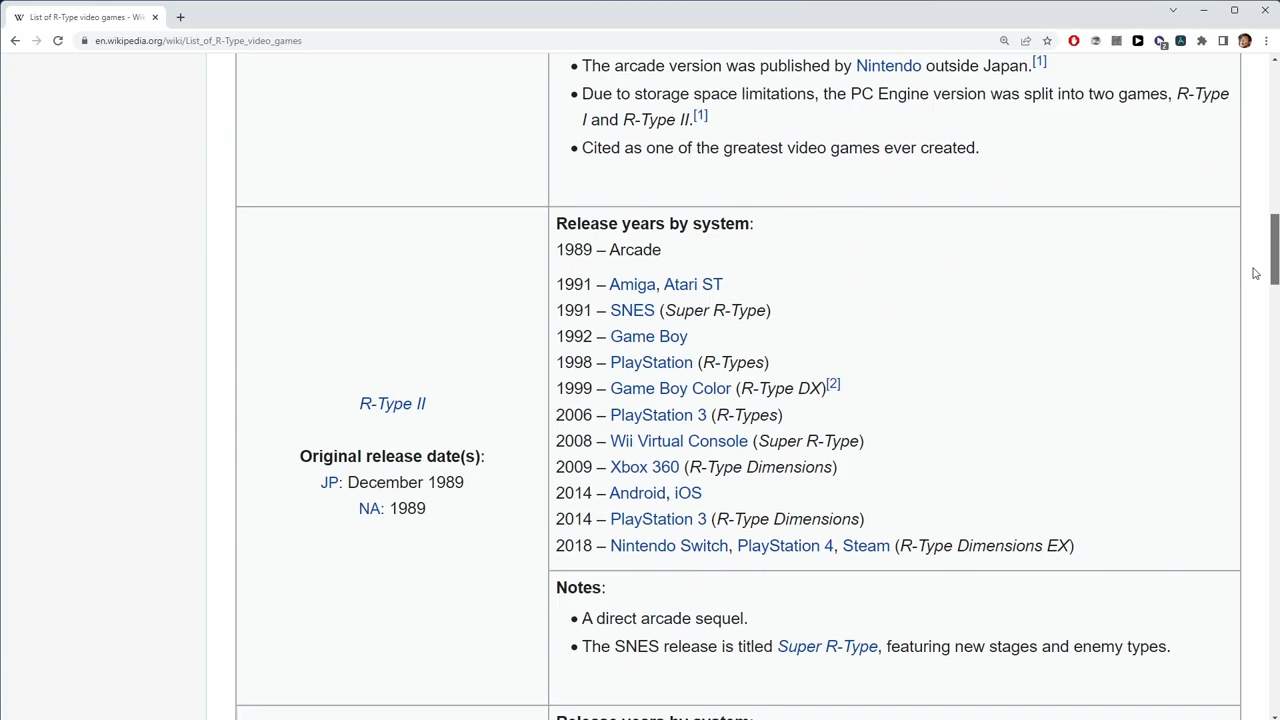 List of R-Type video games - Wik
en.wikipedia.org/wiki/List_of_R-Type_video_games
2
• The arcade version was published by Nintendo outside Japan.[1]
• Due to storage space limitations, the PC Engine version was split into two games, R-Type
I and R-Type II.[1]
• Cited as one of the greatest video games ever created.
R-Type II
Original release date(s):
JP: December 1989
NA: 1989
Release years by system:
1989 – Arcade
1991 – Amiga, Atari ST
1991 – SNES (Super R-Type)
1992 – Game Boy
1998 – PlayStation (R-Types)
1999 – Game Boy Color (R-Type DX)[2]
2006 – PlayStation 3 (R-Types)
2008 – Wii Virtual Console (Super R-Type)
2009 – Xbox 360 (R-Type Dimensions)
2014 – Android, iOS
2014 – PlayStation 3 (R-Type Dimensions)
2018 – Nintendo Switch, PlayStation 4, Steam (R-Type Dimensions EX)
Notes:
• A direct arcade sequel.
• The SNES release is titled Super R-Type, featuring new stages and enemy types.
Release years by system: